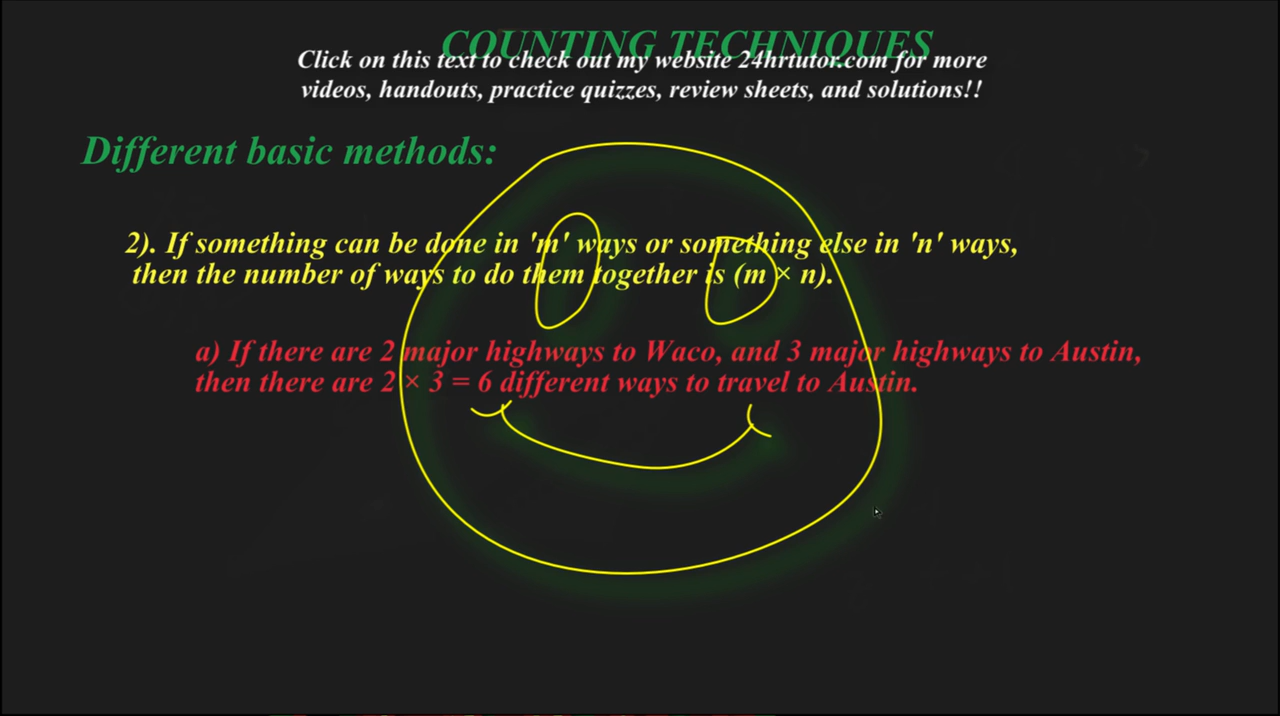 COUNTING TECHNIQUES
Click on this text to check out my website 24hrtutor.com for more
videos, handouts, practice quizzes, review sheets, and solutions!!
Different basic methods:
2). If something can be done in 'm' ways or something else in 'n' ways,
then the number of ways to do them together is (m × n).
a) If there are 2 major highways to Waco, and 3 major highways to Austin,
then there are 2 × 3 = 6 different ways to travel to Austin.